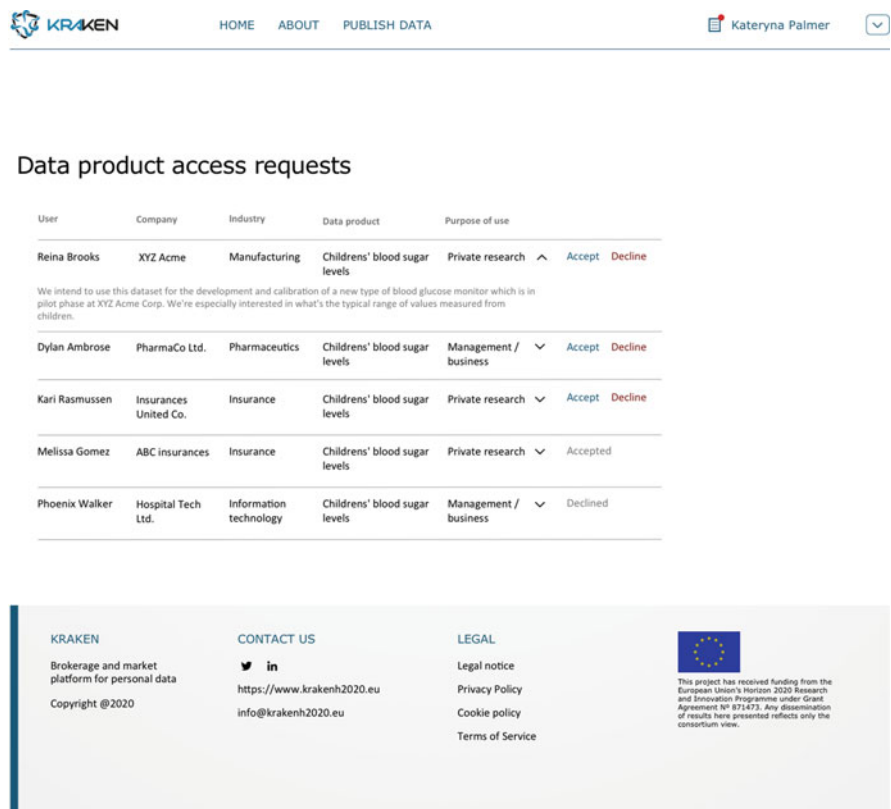 KRAKEN
HOME ABOUT PUBLISH DATA
Kateryna Palmer
Data product access requests
User Company Industry Data product Purpose of use
Reina Brooks XYZ Acme Manufacturing Childrens' blood sugar Private research Accept Decline
levels
We intend to use this dataset for the development and calibration of a new type of blood glucose monitor which is in
pilot phase at XYZ Acme Corp. We're especially interested in what's the typical range of values measured from
children.
Dylan Ambrose PharmaCo Ltd. Pharmaceutics Childrens' blood sugar Management / Accept Decline
levels business
Kari Rasmussen Insurances Insurance Childrens' blood sugar Private research Accept Decline
United Co. levels
Melissa Gomez ABC insurances Insurance Childrens' blood sugar Private research Accepted
levels
Phoenix Walker Hospital Tech Information Childrens' blood sugar Management / Declined
Ltd. technology levels business
KRAKEN
Brokerage and market
platform for personal data
Copyright @2020
CONTACT US
in
https://www.krakenh2020.eu
info@krakenh2020.eu
LEGAL
Legal notice
Privacy Policy
Cookie policy
Terms of Service
This project has received funding from the
European Union's Horizon 2020 Research
and Innovation Programme under Grant
Agreement Nº 871473. Any dissemination
of results here presented reflects only the
consortium view.